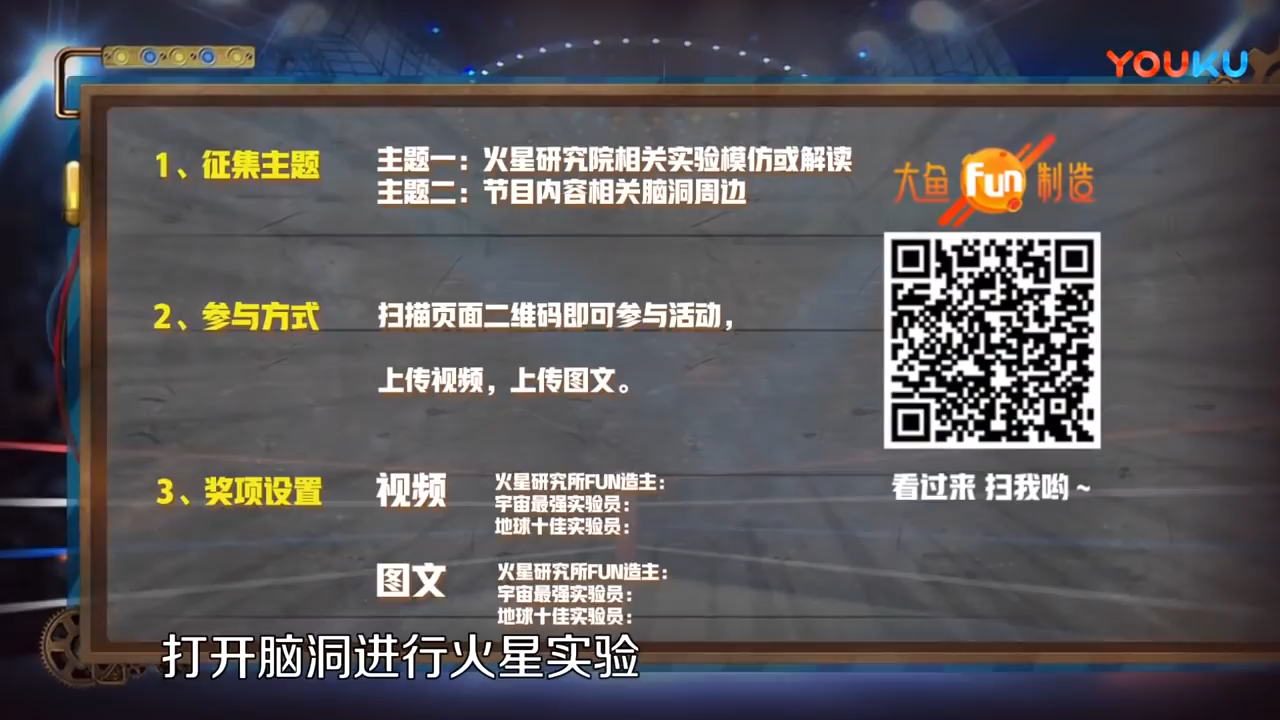 YOUKU
1、征集主题
主题一：火星研究院相关实验模仿或解读
主题二：节目内容相关脑洞周边
大鱼 Fun 制造
2、参与方式
扫描页面二维码即可参与活动，
上传视频，上传图文。
3、奖项设置
视频
火星研究所FUN造主：
宇宙最强实验员：
地球十佳实验员：
看过来 扫我哟~
图文
火星研究所FUN造主：
宇宙最强实验员：
地球十佳实验员：
打开脑洞进行火星实验